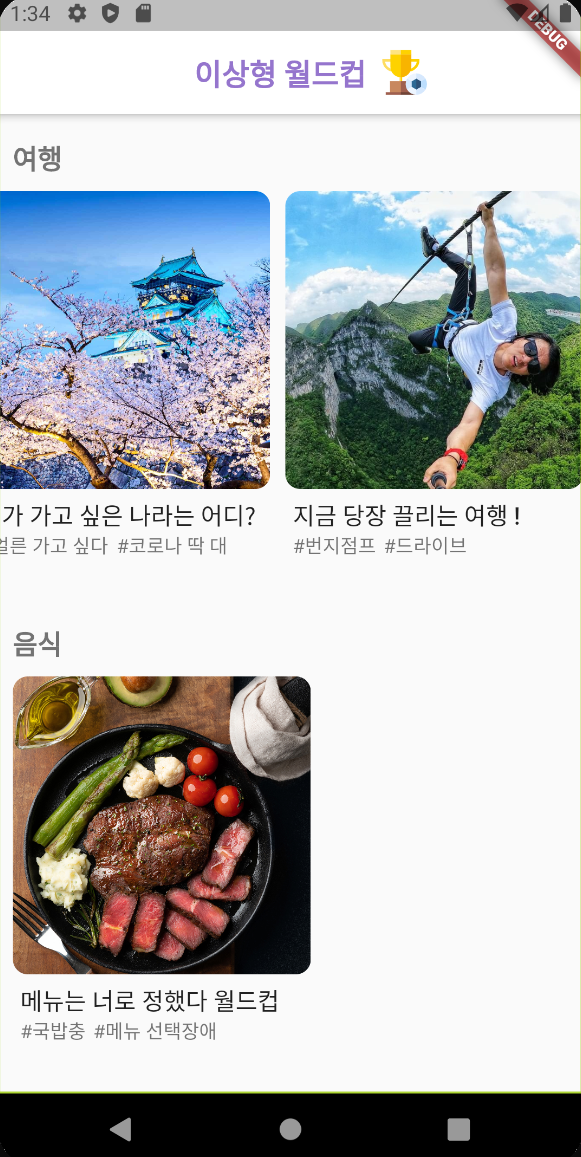 1:34
DEBUG
이상형 월드컵
여행
가 가고 싶은 나라는 어디?
가고 싶다 #코로나 딱 대
지금 당장 끌리는 여행 !
#번지점프 #드라이브
음식
메뉴는 너로 정했다 월드컵
#국밥충 #메뉴 선택장애